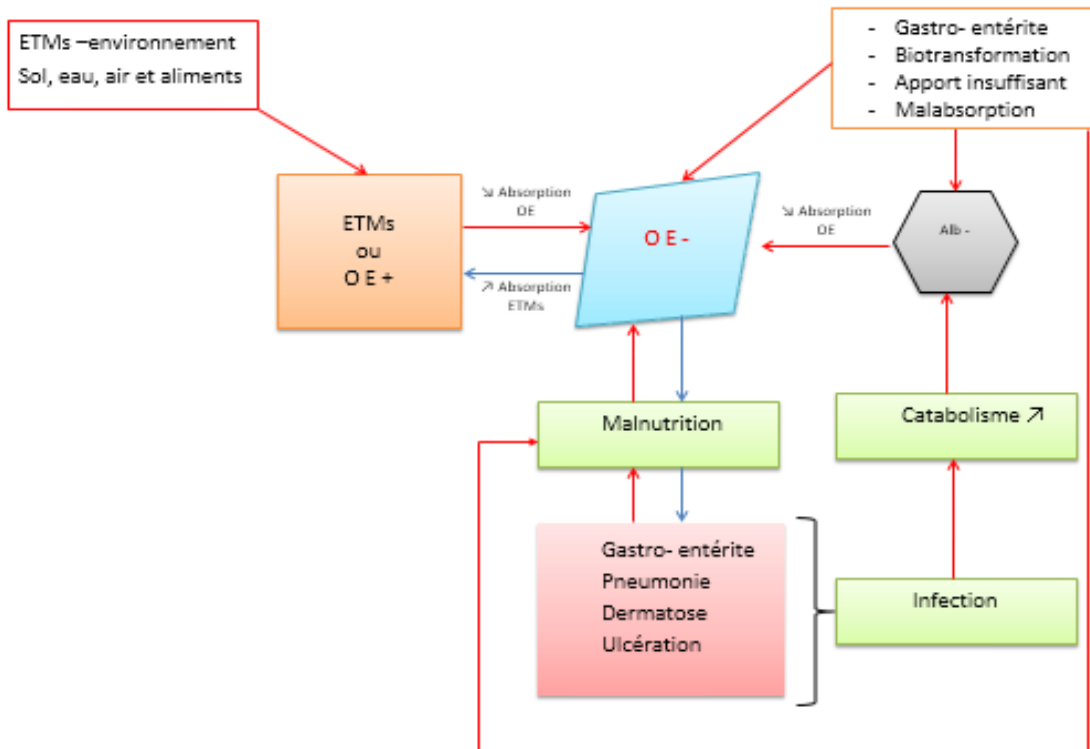 ETMs –environnement
Sol, eau, air et aliments
- Gastro- entérite
- Biotransformation
- Apport insuffisant
- Malabsorption
ETMs
ou
O E +
↘ Absorption
OE
↗ Absorption
ETMs
O E -
↘ Absorption
OE
Alb -
Malnutrition
Catabolisme ↗
Gastro- entérite
Pneumonie
Dermatose
Ulcération
Infection